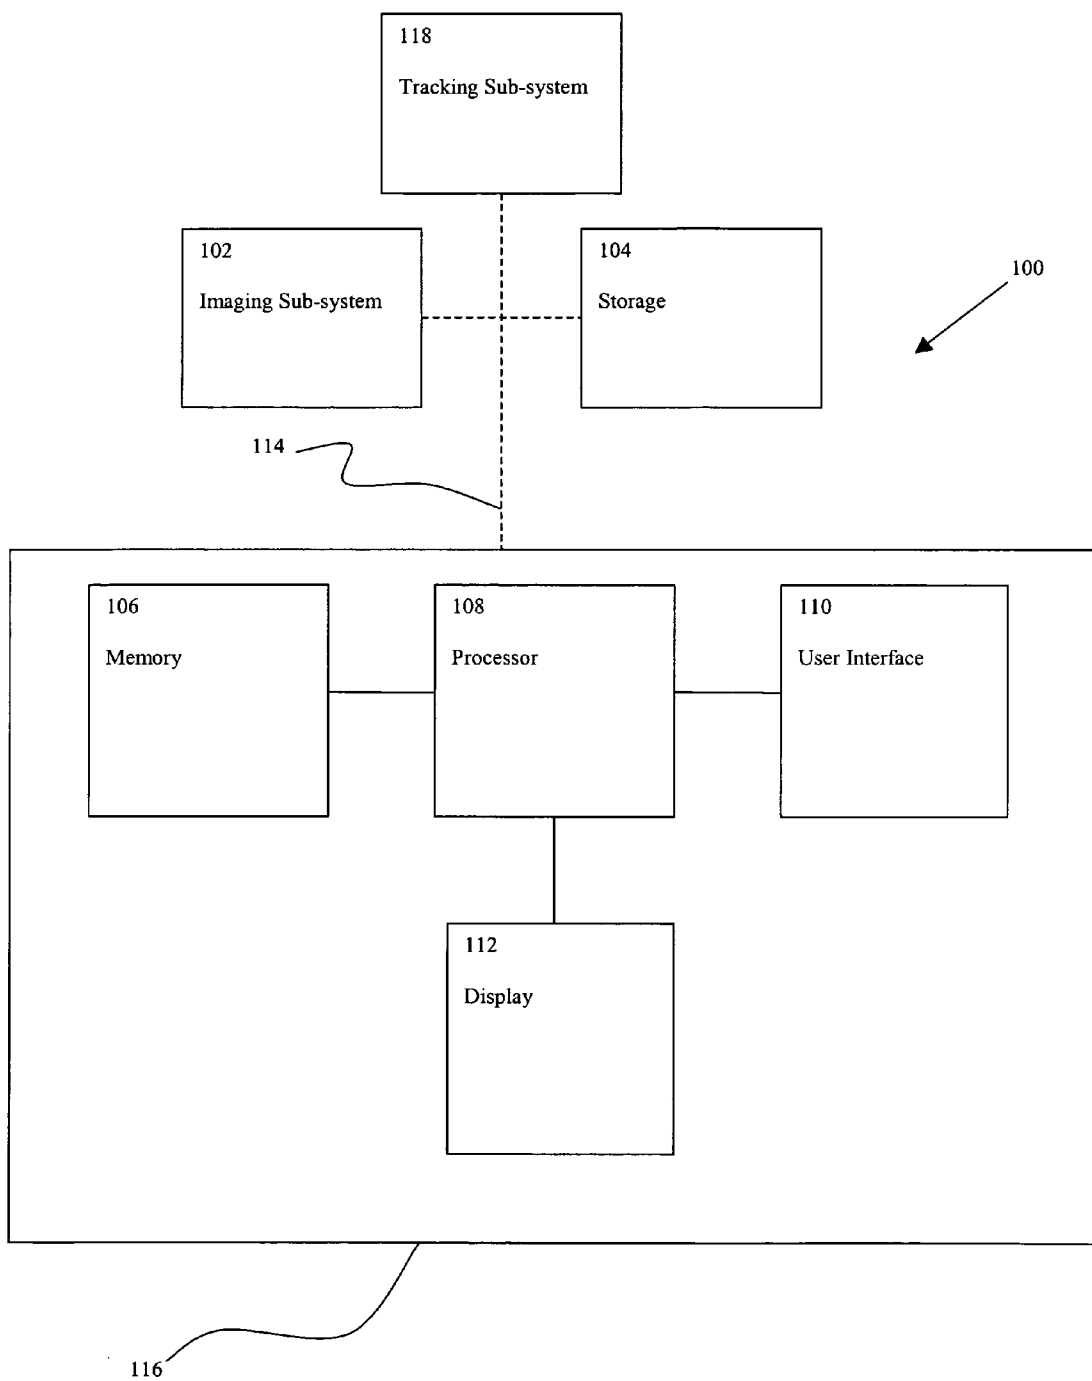 118
Tracking Sub-system
102
Imaging Sub-system
104
Storage
100
114
106
Memory
108
Processor
110
User Interface
112
Display
116